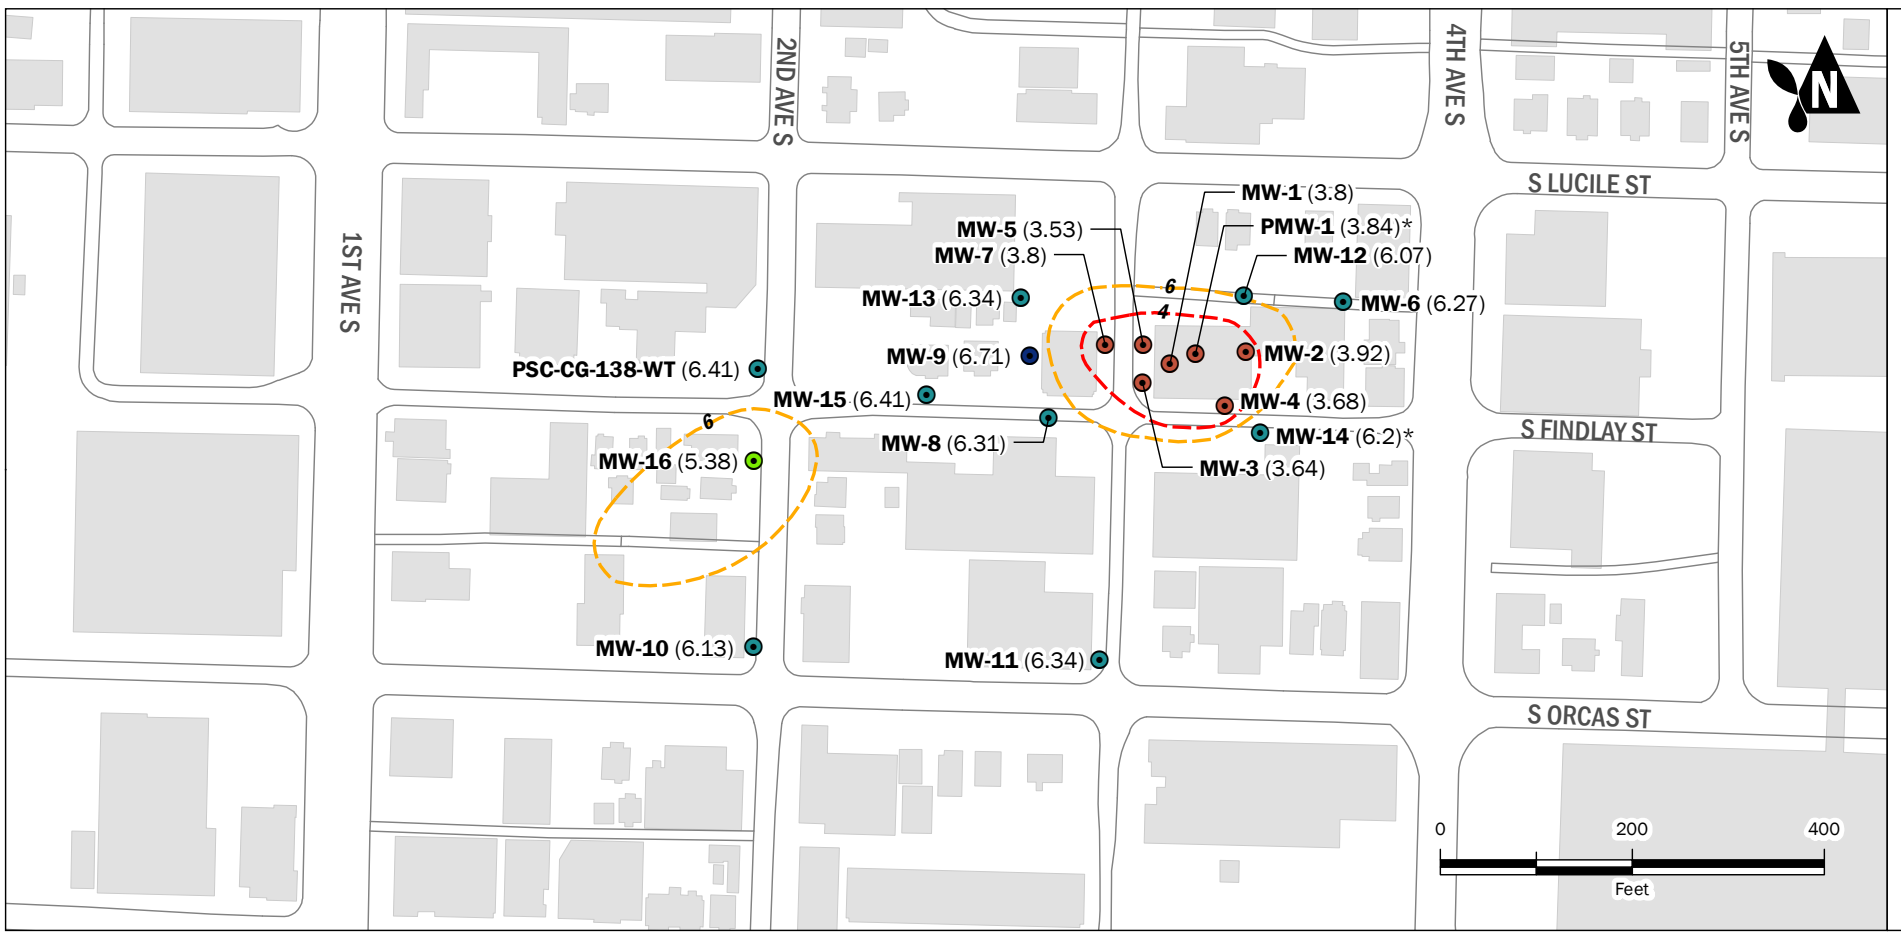 2ND AVE S
4TH AVE S
5TH AVE S
N
S LUCILE ST
1ST AVE S
MW-1 (3.8)
MW-5 (3.53)
PMW-1 (3.84)*
MW-7 (3.8)
MW-12 (6.07)
6
MW-13 (6.34)
MW-6 (6.27)
4
MW-9 (6.71)
MW-2 (3.92)
PSC-CG-138-WT (6.41)
MW-15 (6.41)
MW-4 (3.68)
6
MW-8 (6.31)
MW-14 (6.2)*
S FINDLAY ST
MW-16 (5.38)
MW-3 (3.64)
MW-10 (6.13)
MW-11 (6.34)
S ORCAS ST
0 200 400
Feet